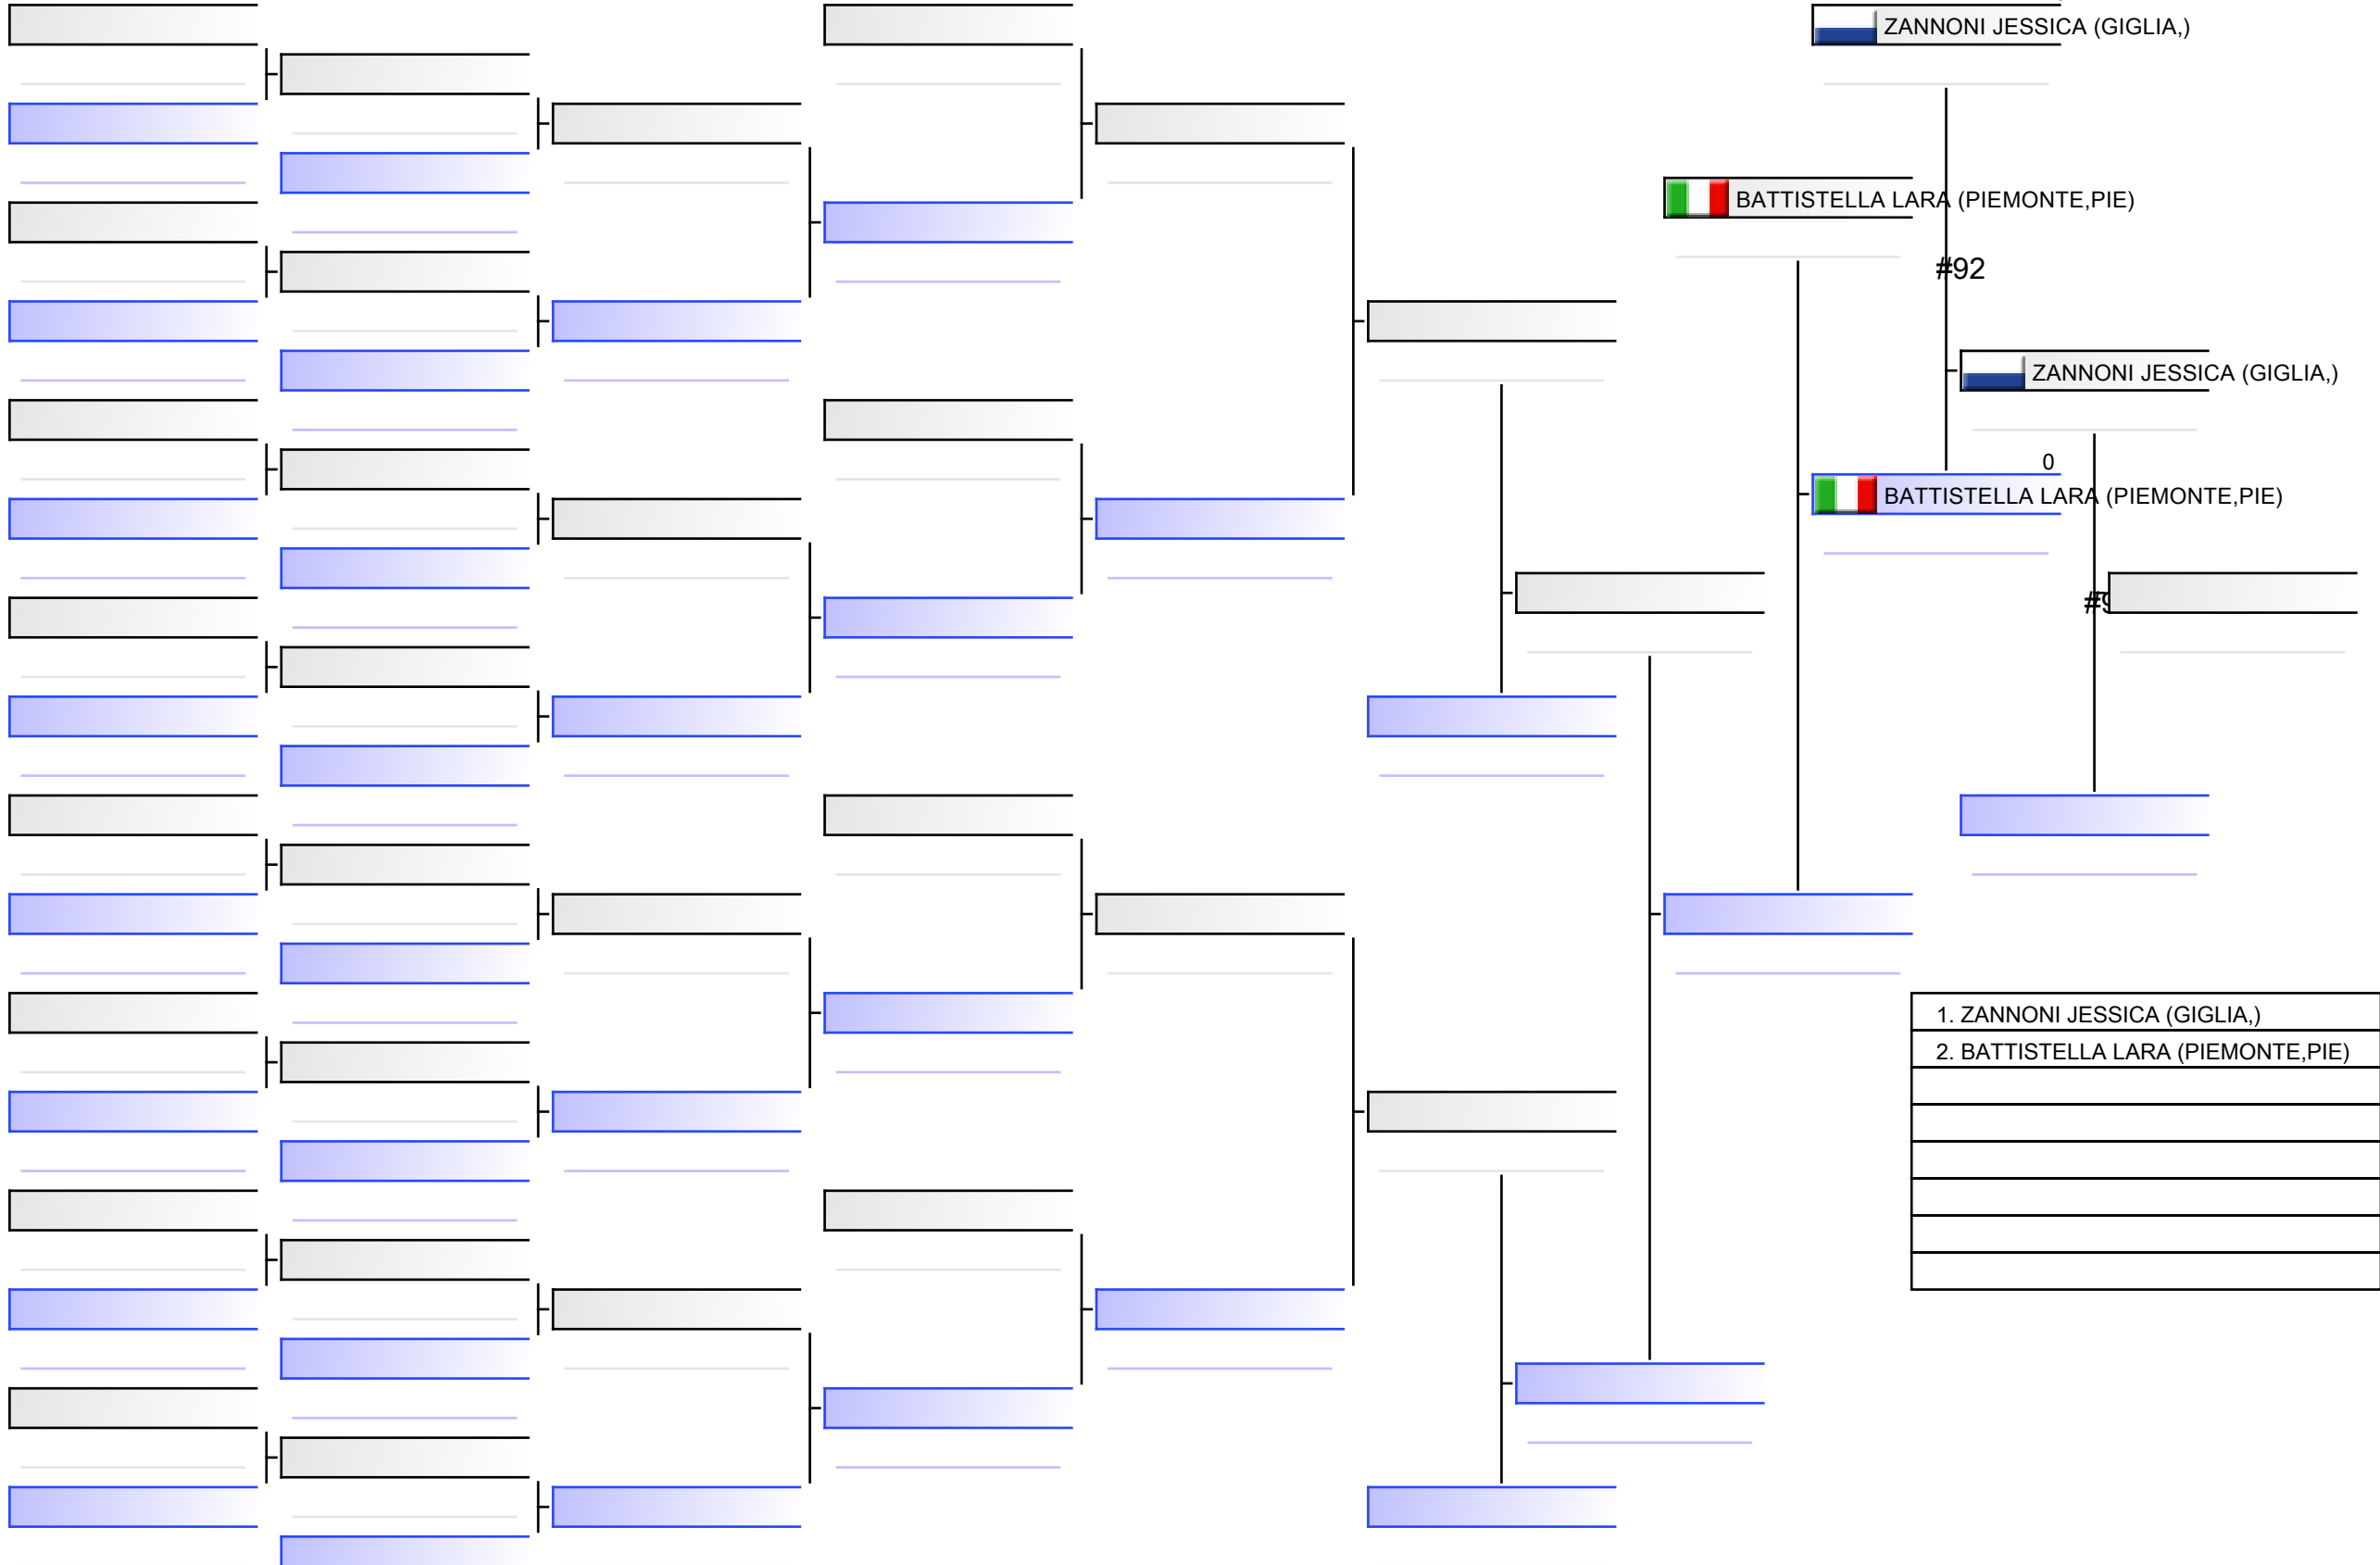 ZANNONI JESSICA (GIGLIA,)
BATTISTELLA LARA (PIEMONTE,PIE)
#92
ZANNONI JESSICA (GIGLIA,)
0
BATTISTELLA LARA (PIEMONTE,PIE)
1. ZANNONI JESSICA (GIGLIA,)
2. BATTISTELLA LARA (PIEMONTE,PIE)